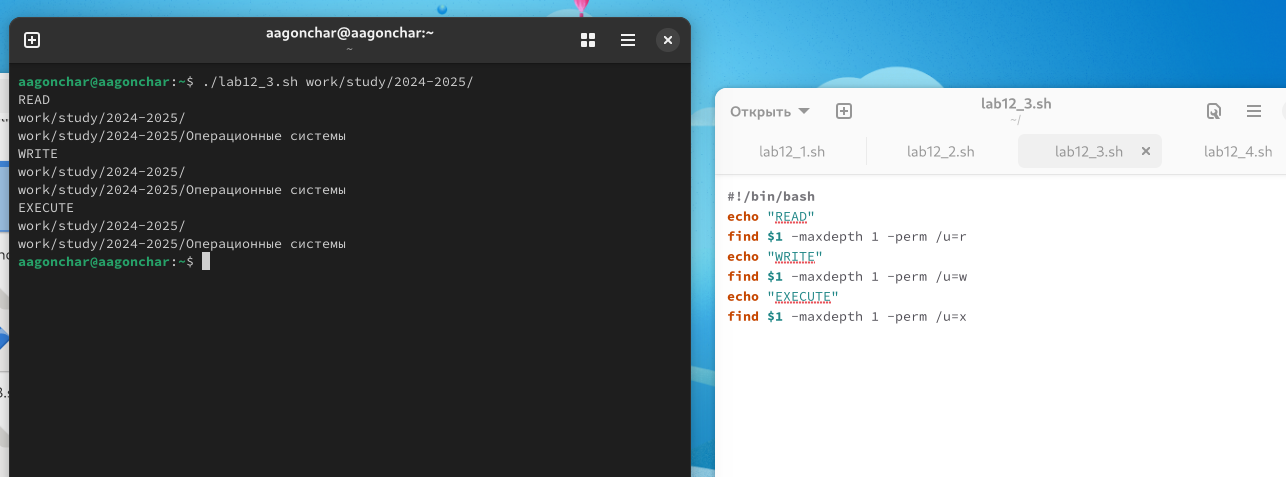 aagonchar@aagonchar:~
~
aagonchar@aagonchar:~$ ./lab12_3.sh work/study/2024-2025/
READ
work/study/2024-2025/
work/study/2024-2025/Операционные системы
WRITE
work/study/2024-2025/
work/study/2024-2025/Операционные системы
EXECUTE
work/study/2024-2025/
work/study/2024-2025/Операционные системы
aagonchar@aagonchar:~$
Открыть
lab12_3.sh
~/
lab12_1.sh
lab12_2.sh
lab12_3.sh
lab12_4.sh
#!/bin/bash
echo "READ"
find $1 -maxdepth 1 -perm /u=r
echo "WRITE"
find $1 -maxdepth 1 -perm /u=w
echo "EXECUTE"
find $1 -maxdepth 1 -perm /u=x